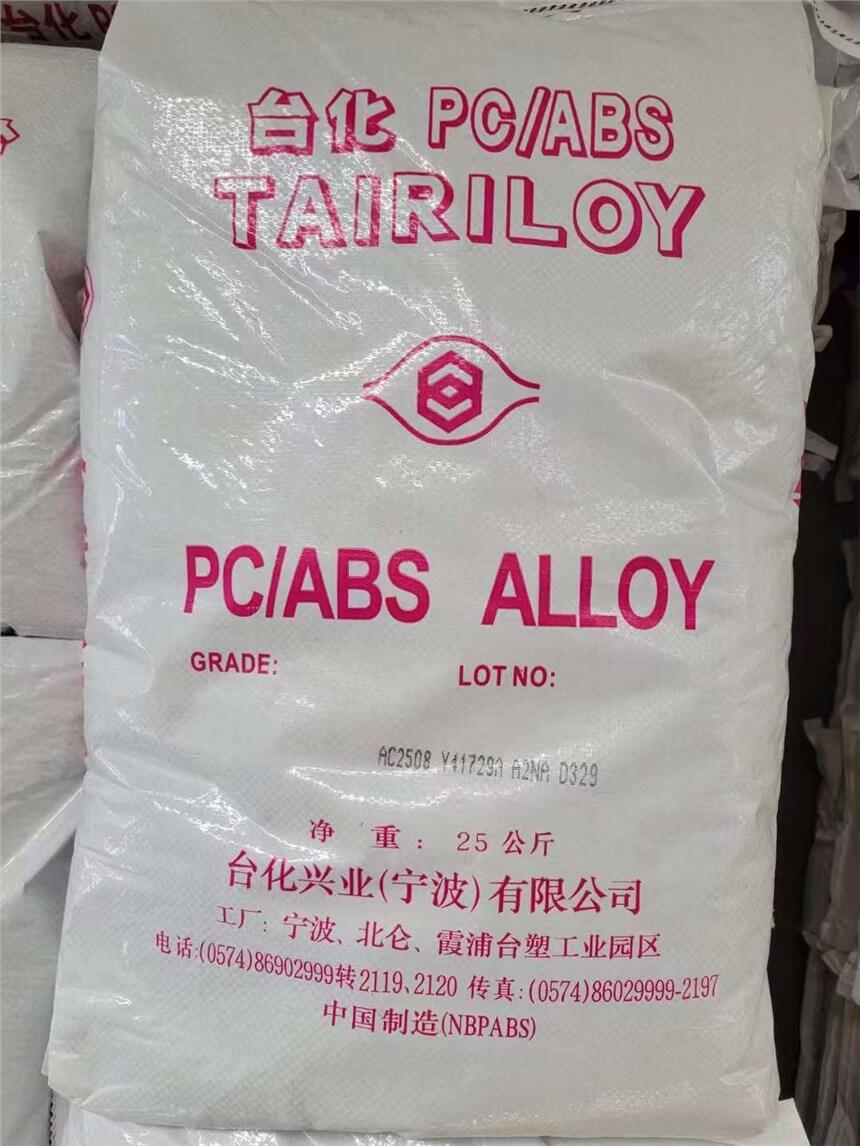 台化 PC/ABS
TAIRILOY
PC/ABS ALLOY
GRADE: LOT NO:
AC2508 Y41729A A2NA D329
净 重: 25公斤
台化兴业(宁波)有限公司
工厂: 宁波、北仑、霞浦台塑工业园区
电话:(0574)86902999转2119、2120 传真:(0574)86029999-2197
中国制造(NBPABS)